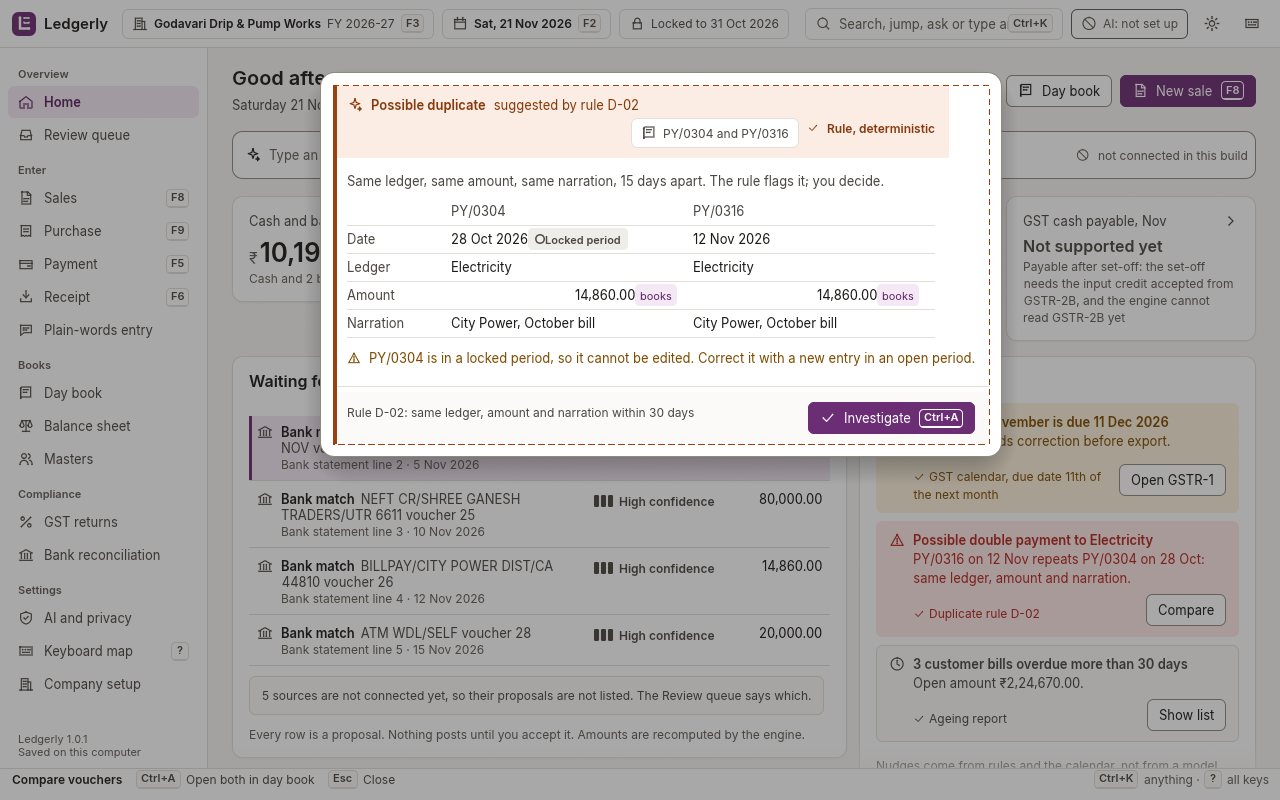 Ledgerly
Godavari Drip & Pump Works FY 2026-27 F3
Sat, 21 Nov 2026 F2
Locked to 31 Oct 2026
Search, jump, ask or type a Ctrl+K
AI: not set up
Overview
Home
Review queue
Enter
Sales F8
Purchase F9
Payment F5
Receipt F6
Plain-words entry
Books
Day book
Balance sheet
Masters
Compliance
GST returns
Bank reconciliation
Settings
AI and privacy
Keyboard map ?
Company setup
Ledgerly 1.0.1
Saved on this computer
Good afte
Saturday 21 No
Day book
New sale F8
Type an
not connected in this build
Cash and b
₹10,19
Cash and 2 b
GST cash payable, Nov
Not supported yet
Payable after set-off: the set-off
needs the input credit accepted from
GSTR-2B, and the engine cannot
read GSTR-2B yet
Possible duplicate suggested by rule D-02
PY/0304 and PY/0316
Rule, deterministic
Same ledger, same amount, same narration, 15 days apart. The rule flags it; you decide.
PY/0304 PY/0316
Date 28 Oct 2026 Locked period 12 Nov 2026
Ledger Electricity Electricity
Amount 14,860.00 books 14,860.00 books
Narration City Power, October bill City Power, October bill
PY/0304 is in a locked period, so it cannot be edited. Correct it with a new entry in an open period.
Rule D-02: same ledger, amount and narration within 30 days
Investigate Ctrl+A
Waiting fo
Bank m
NOV vo
Bank statement line 2 · 5 Nov 2026
Bank match NEFT CR/SHREE GANESH
TRADERS/UTR 6611 voucher 25
Bank statement line 3 · 10 Nov 2026
High confidence
80,000.00
Bank match BILLPAY/CITY POWER DIST/CA
44810 voucher 26
Bank statement line 4 · 12 Nov 2026
High confidence
14,860.00
Bank match ATM WDL/SELF voucher 28
Bank statement line 5 · 15 Nov 2026
High confidence
20,000.00
5 sources are not connected yet, so their proposals are not listed. The Review queue says which.
Every row is a proposal. Nothing posts until you accept it. Amounts are recomputed by the engine.
vember is due 11 Dec 2026
ds correction before export.
GST calendar, due date 11th of
the next month
Open GSTR-1
Possible double payment to Electricity
PY/0316 on 12 Nov repeats PY/0304 on 28 Oct:
same ledger, amount and narration.
Duplicate rule D-02
Compare
3 customer bills overdue more than 30 days
Open amount ₹2,24,670.00.
Ageing report
Show list
Nudges come from rules and the calendar, not from a model.
Compare vouchers Ctrl+A Open both in day book Esc Close
Ctrl+K anything · ? all keys